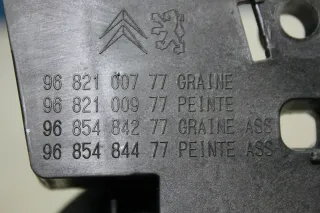 96 821 007 77 GRAINE
96 821 009 77 PEINTE
96 854 842 77 GRAINE ASS
96 854 844 77 PEINTE ASS